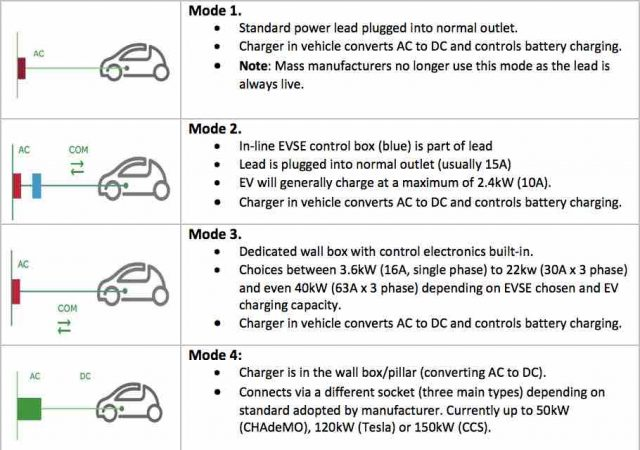 Mode 1.
AC
• Standard power lead plugged into normal outlet.
• Charger in vehicle converts AC to DC and controls battery charging.
• Note: Mass manufacturers no longer use this mode as the lead is
always live.
Mode 2.
AC COM
• In-line EVSE control box (blue) is part of lead
• Lead is plugged into normal outlet (usually 15A)
• EV will generally charge at a maximum of 2.4kW (10A).
• Charger in vehicle converts AC to DC and controls battery charging.
Mode 3.
AC
COM
• Dedicated wall box with control electronics built-in.
• Choices between 3.6kW (16A, single phase) to 22kw (30A x 3 phase)
and even 40kW (63A x 3 phase) depending on EVSE chosen and EV
charging capacity.
• Charger in vehicle converts AC to DC and controls battery charging.
Mode 4:
AC DC
• Charger is in the wall box/pillar (converting AC to DC).
• Connects via a different socket (three main types) depending on
standard adopted by manufacturer. Currently up to 50kW
(CHAdeMO), 120kW (Tesla) or 150kW (CCS).